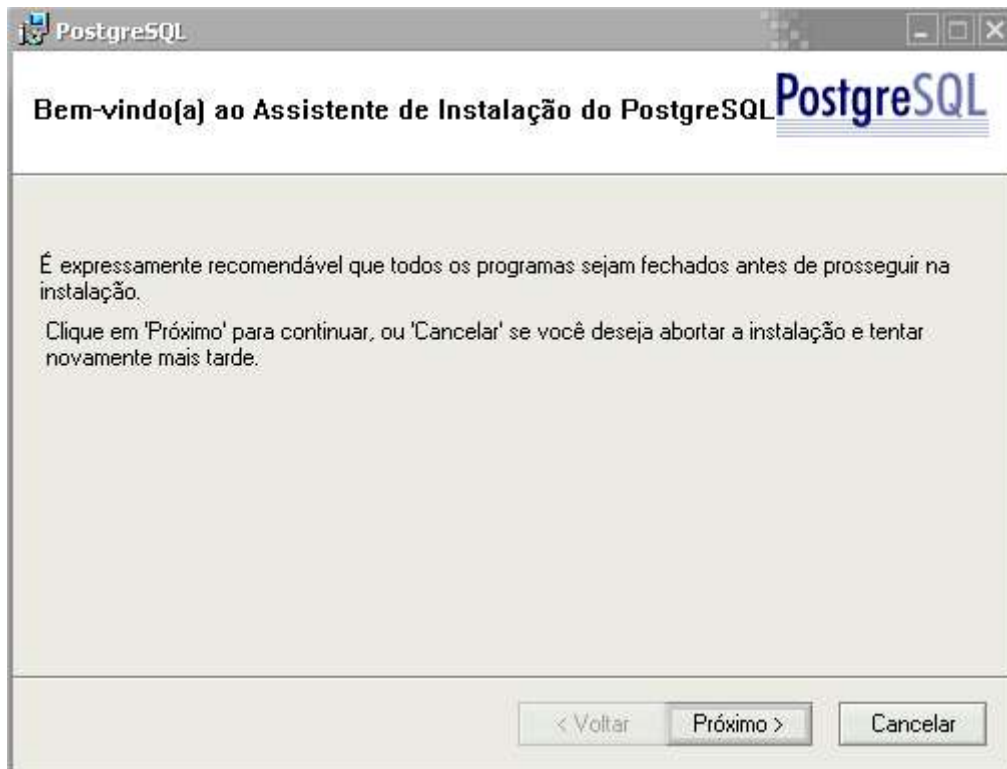 PostgreSQL
Bem-vindo(a) ao Assistente de Instalação do PostgreSQL
PostgreSQL
É expressamente recomendável que todos os programas sejam fechados antes de prosseguir na
instalação.
Clique em 'Próximo' para continuar, ou 'Cancelar' se você deseja abortar a instalação e tentar
novamente mais tarde.
< Voltar
Próximo >
Cancelar